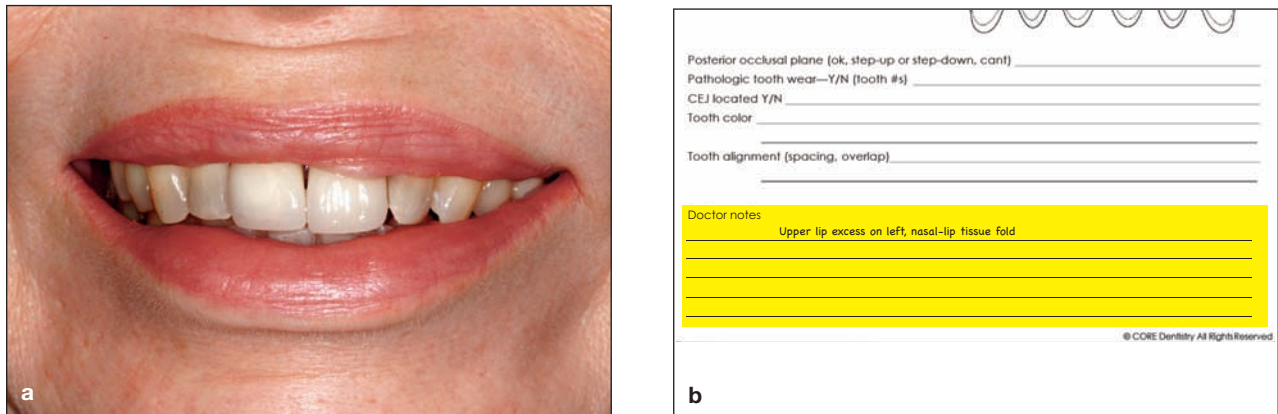 a
Posterior occlusal plane (ok, step-up or step-down, cant)
Pathologic tooth wear—Y/N (tooth #s)
CEJ located Y/N
Tooth color
Tooth alignment (spacing, overlap)
Doctor notes
Upper lip excess on left, nasal-lip tissue fold
© CORE Dentistry All Rights Reserved
b